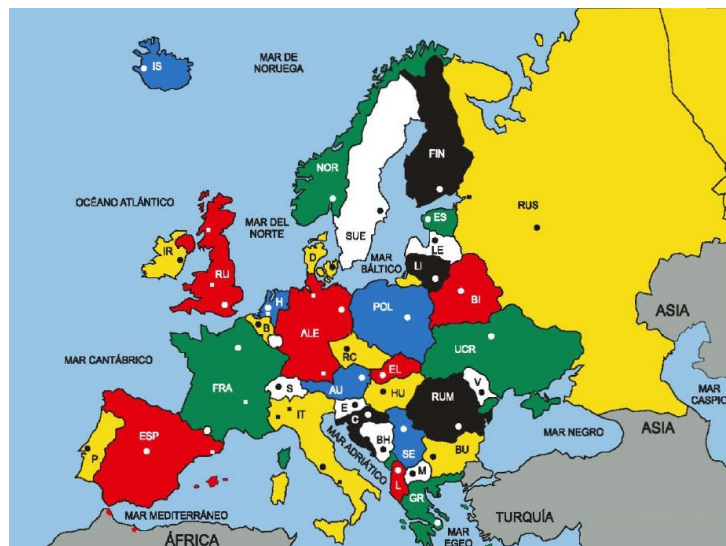 IS
MAR DE
NORUEGA
NOR
FIN
OCÉANO ATLÁNTICO
RUS
MAR DEL
NORTE
SUE
ES
LE
IR
RU
D
MAR
BÁLTICO
LI
BI
H
POL
ASIA
B
ALE
UCR
RC
MAR CANTÁBRICO
EL
FRA
S
AU
HU
V
MAR
CASPIO
E
RUM
IT
C
ASIA
MAR NEGRO
ESP
BH
P
MAR ADRIÁTICO
SE
BU
M
L
GR
MAR MEDITERRÁNEO
TURQUÍA
MAR
EGEO
ÁFRICA